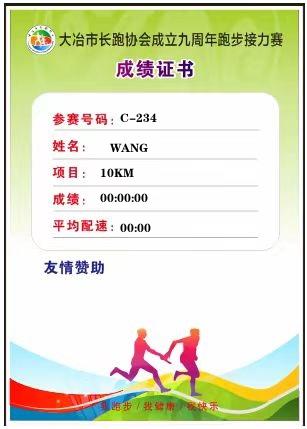 大冶市长跑协会成立九周年跑步接力赛
成绩证书
参赛号码：C-234
姓名： WANG
项目： 10KM
成绩： 00:00:00
平均配速：00:00
友情赞助
我跑步 / 我健康 / 我快乐